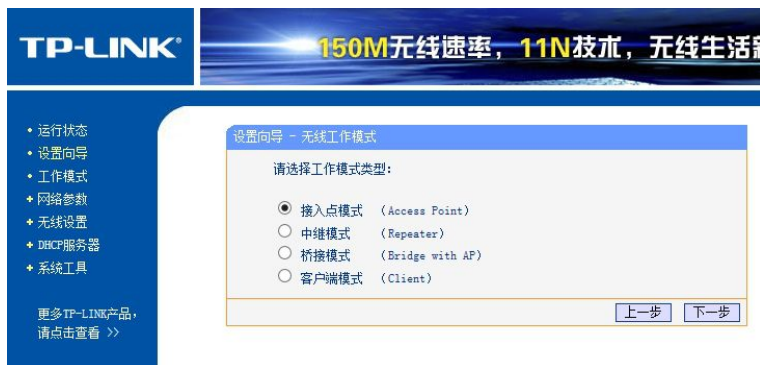 TP-LINK®
150M无线速率，11N技术，无线生活
• 运行状态
• 设置向导
• 工作模式
+ 网络参数
+ 无线设置
+ DHCP服务器
+ 系统工具
更多TP-LINK产品，
请点击查看 >>
设置向导 - 无线工作模式
请选择工作模式类型：
接入点模式 （Access Point）
中继模式 （Repeater）
桥接模式 （Bridge with AP）
客户端模式 （Client）
上一步 下一步